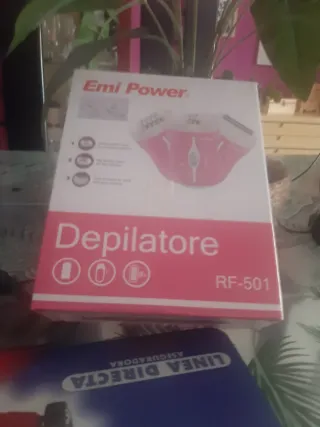 Emi Power
Depilatore
RF-501
LINEA DIRECTA
ASEGURADORA